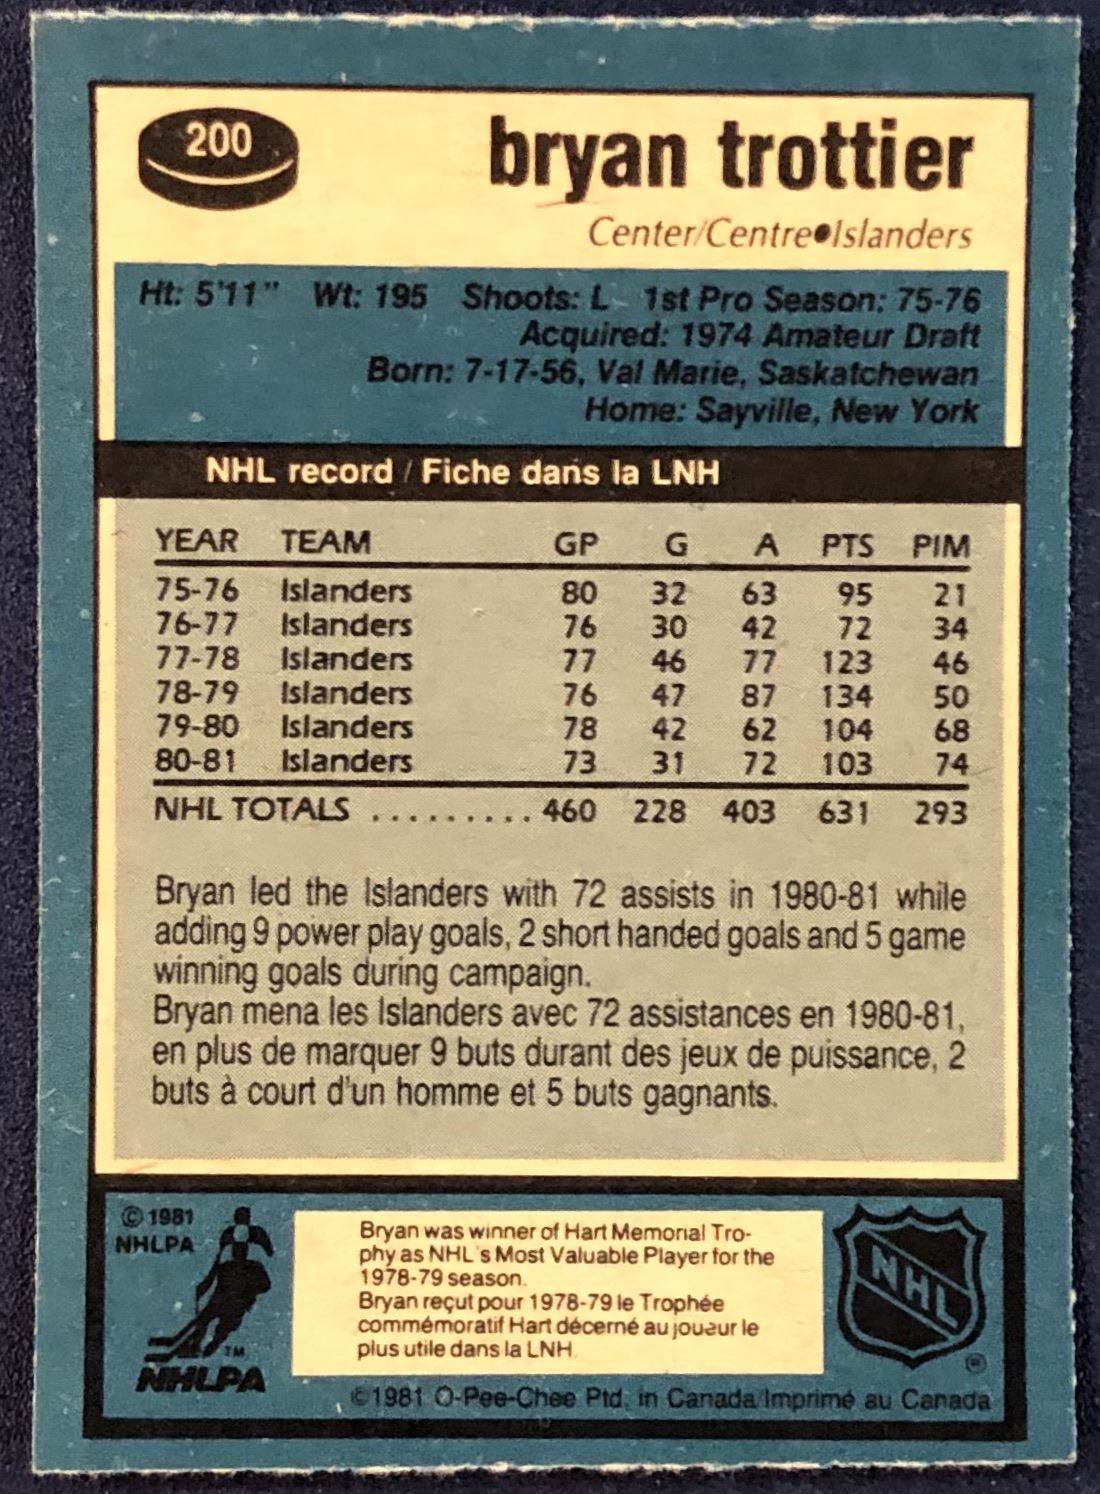 200
bryan trottier
Center/Centre●Islanders
Ht: 5'11" Wt: 195 Shoots: L 1st Pro Season: 75-76
Acquired: 1974 Amateur Draft
Born: 7-17-56, Val Marie, Saskatchewan
Home: Sayville, New York
NHL record / Fiche dans la LNH
YEAR TEAM GP G A PTS PIM
75-76 Islanders 80 32 63 95 21
76-77 Islanders 76 30 42 72 34
77-78 Islanders 77 46 77 123 46
78-79 Islanders 76 47 87 134 50
79-80 Islanders 78 42 62 104 68
80-81 Islanders 73 31 72 103 74
NHL TOTALS .......... 460 228 403 631 293
Bryan led the Islanders with 72 assists in 1980-81 while
adding 9 power play goals, 2 short handed goals and 5 game
winning goals during campaign.
Bryan mena les Islanders avec 72 assistances en 1980-81,
en plus de marquer 9 buts durant des jeux de puissance, 2
buts à court d'un homme et 5 buts gagnants.
© 1981
NHLPA
TM
NHLPA
Bryan was winner of Hart Memorial Tro-
phy as NHL's Most Valuable Player for the
1978-79 season.
Bryan reçut pour 1978-79 le Trophée
commémoratif Hart décerné au joueur le
plus utile dans la LNH
NHL
®
©1981 O-Pee-Chee Ptd. in Canada/Imprimé au Canada